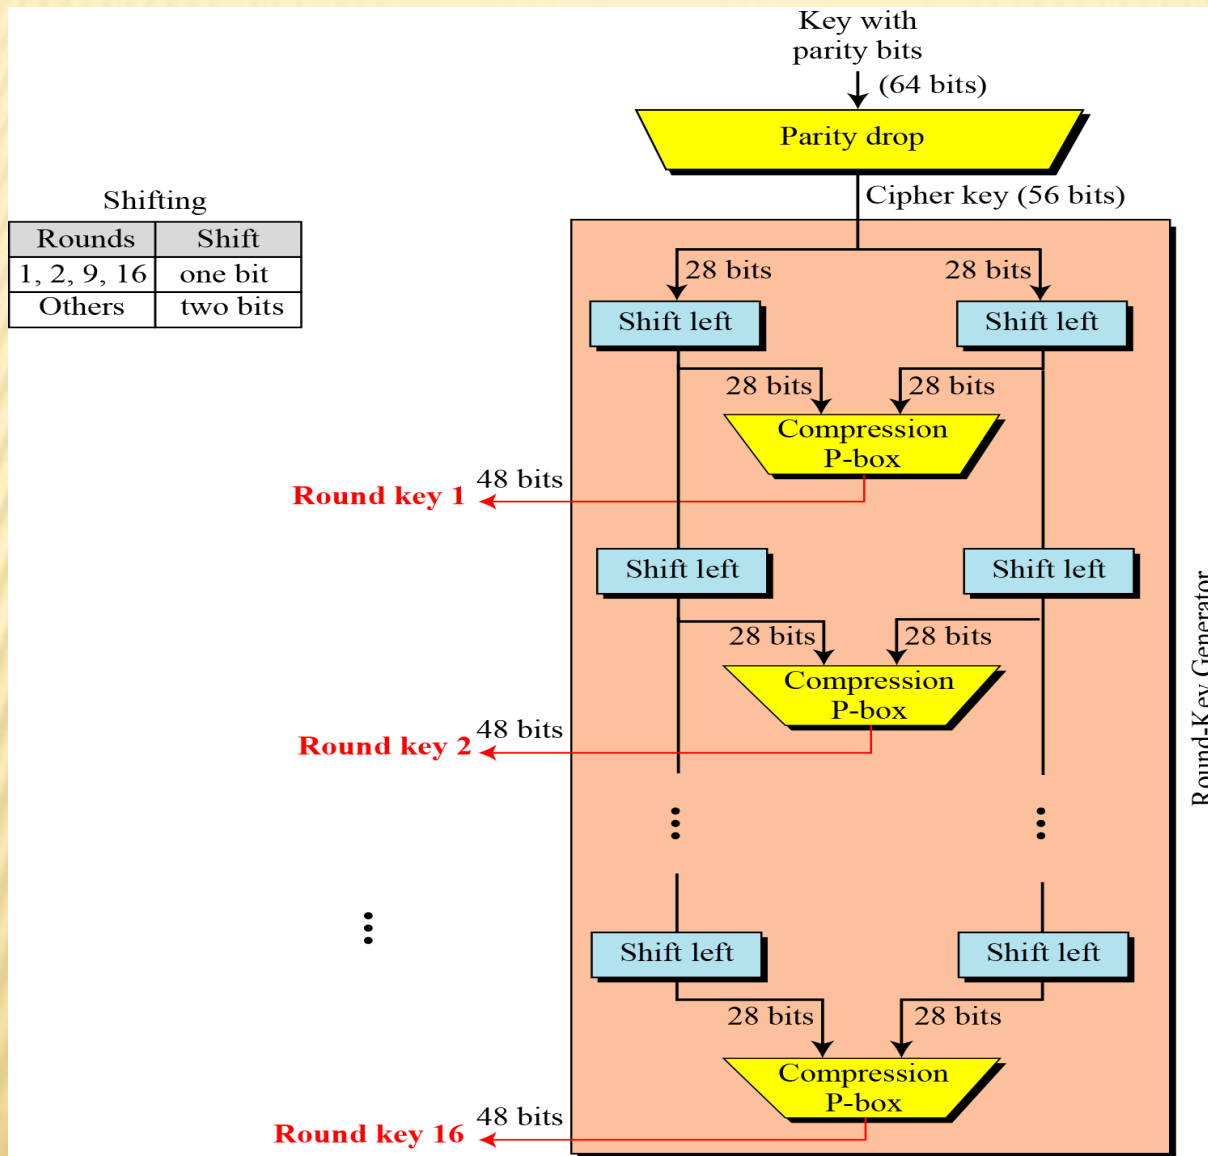 Key with
parity bits
(64 bits)
Parity drop
Cipher key (56 bits)
Shifting
Rounds Shift
1, 2, 9, 16 one bit
Others two bits
28 bits 28 bits
Shift left Shift left
28 bits 28 bits
Compression
P-box
48 bits
Round key 1
Shift left Shift left
28 bits 28 bits
Compression
P-box
48 bits
Round key 2
Round-Key Generator
Shift left Shift left
28 bits 28 bits
Compression
P-box
48 bits
Round key 16